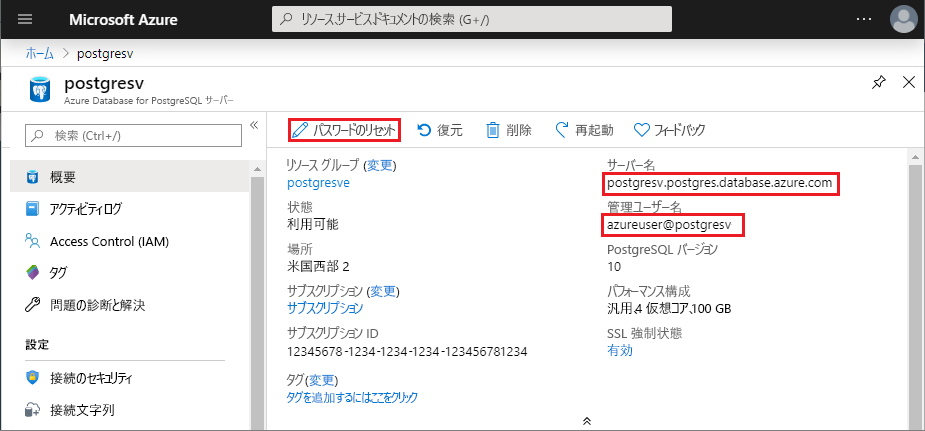 Microsoft Azure
リソース、サービス、ドキュメントの検索 (G+/)
ホーム > postgresv
postgresv
Azure Database for PostgreSQL サーバー
検索 (Ctrl+/)
概要
アクティビティログ
Access Control (IAM)
タグ
問題の診断と解決
設定
接続のセキュリティ
接続文字列
パスワードのリセット
復元
削除
再起動
フィードバック
リソース グループ (変更)
postgresve
状態
利用可能
場所
米国西部 2
サブスクリプション (変更)
サブスクリプション
サブスクリプション ID
12345678-1234-1234-1234-123456781234
タグ(変更)
タグを追加するにはここをクリック
サーバー名
postgresv.postgres.database.azure.com
管理ユーザー名
azureuser@postgresv
PostgreSQL バージョン
10
パフォーマンス構成
汎用、4 仮想コア、100 GB
SSL 強制状態
有効